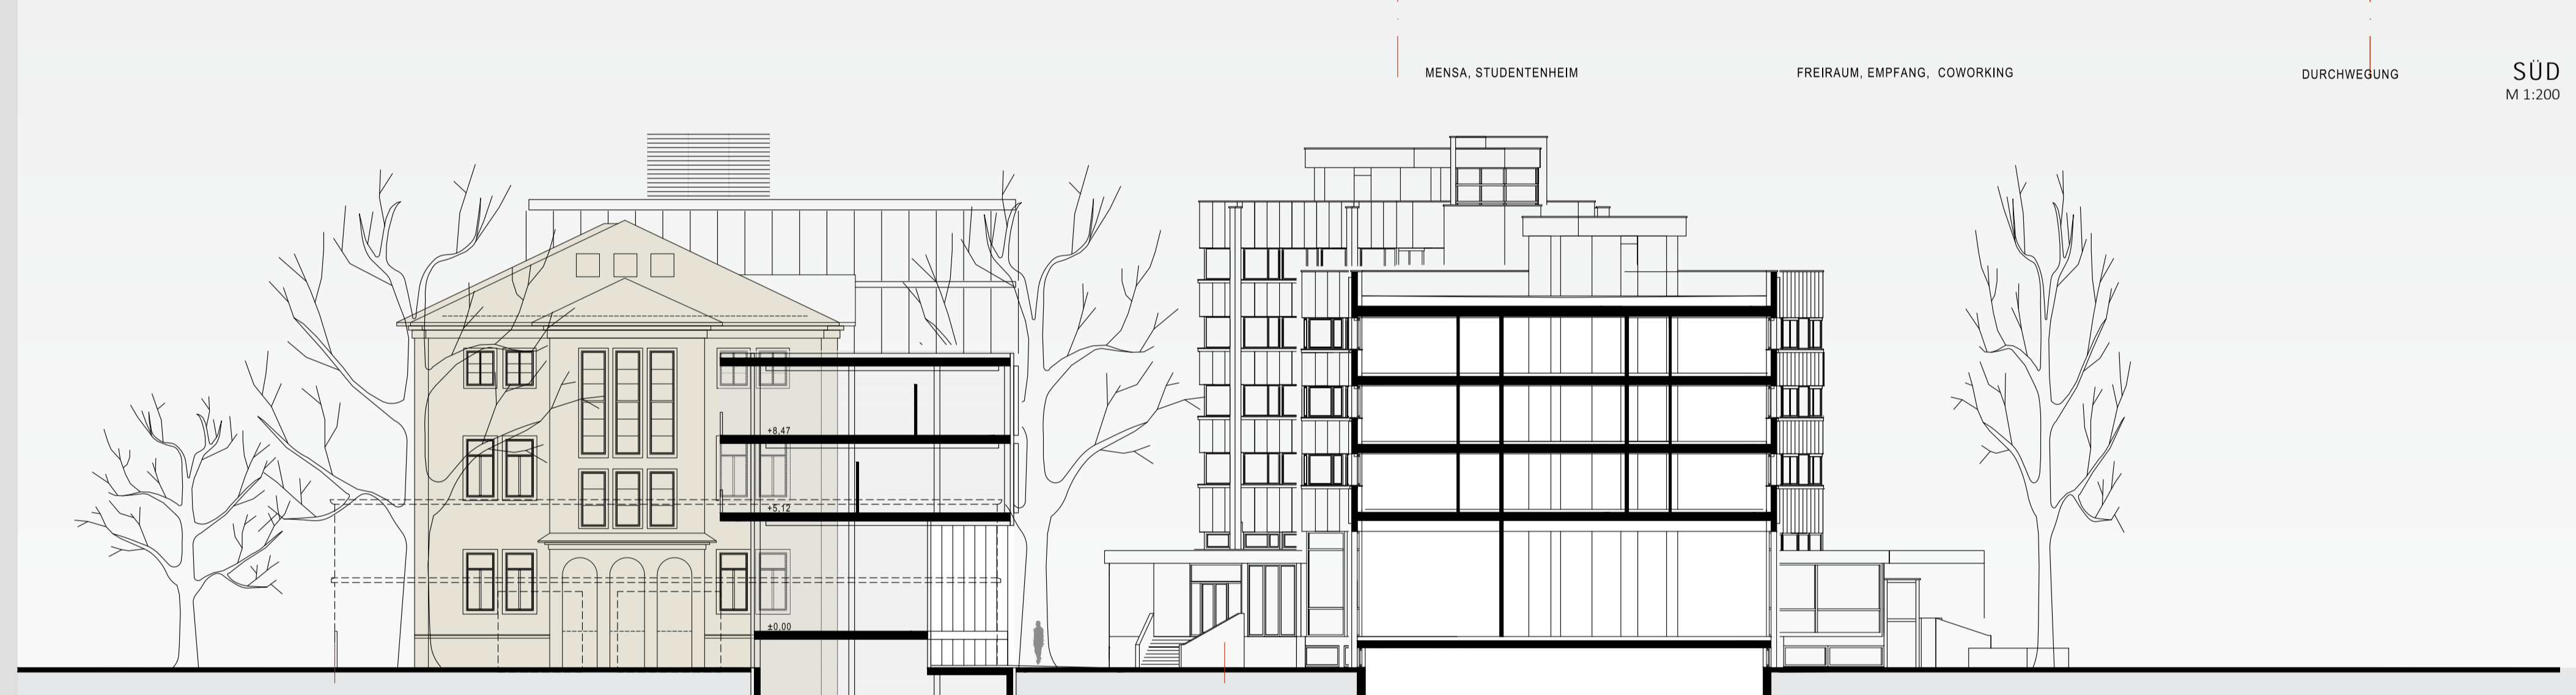 MENSA, STUDENTENHEIM
FREIRAUM, EMPFANG, COWORKING
DURCHWEGUNG
SÜD
M 1:200
+8,47
+5,12
±0,00